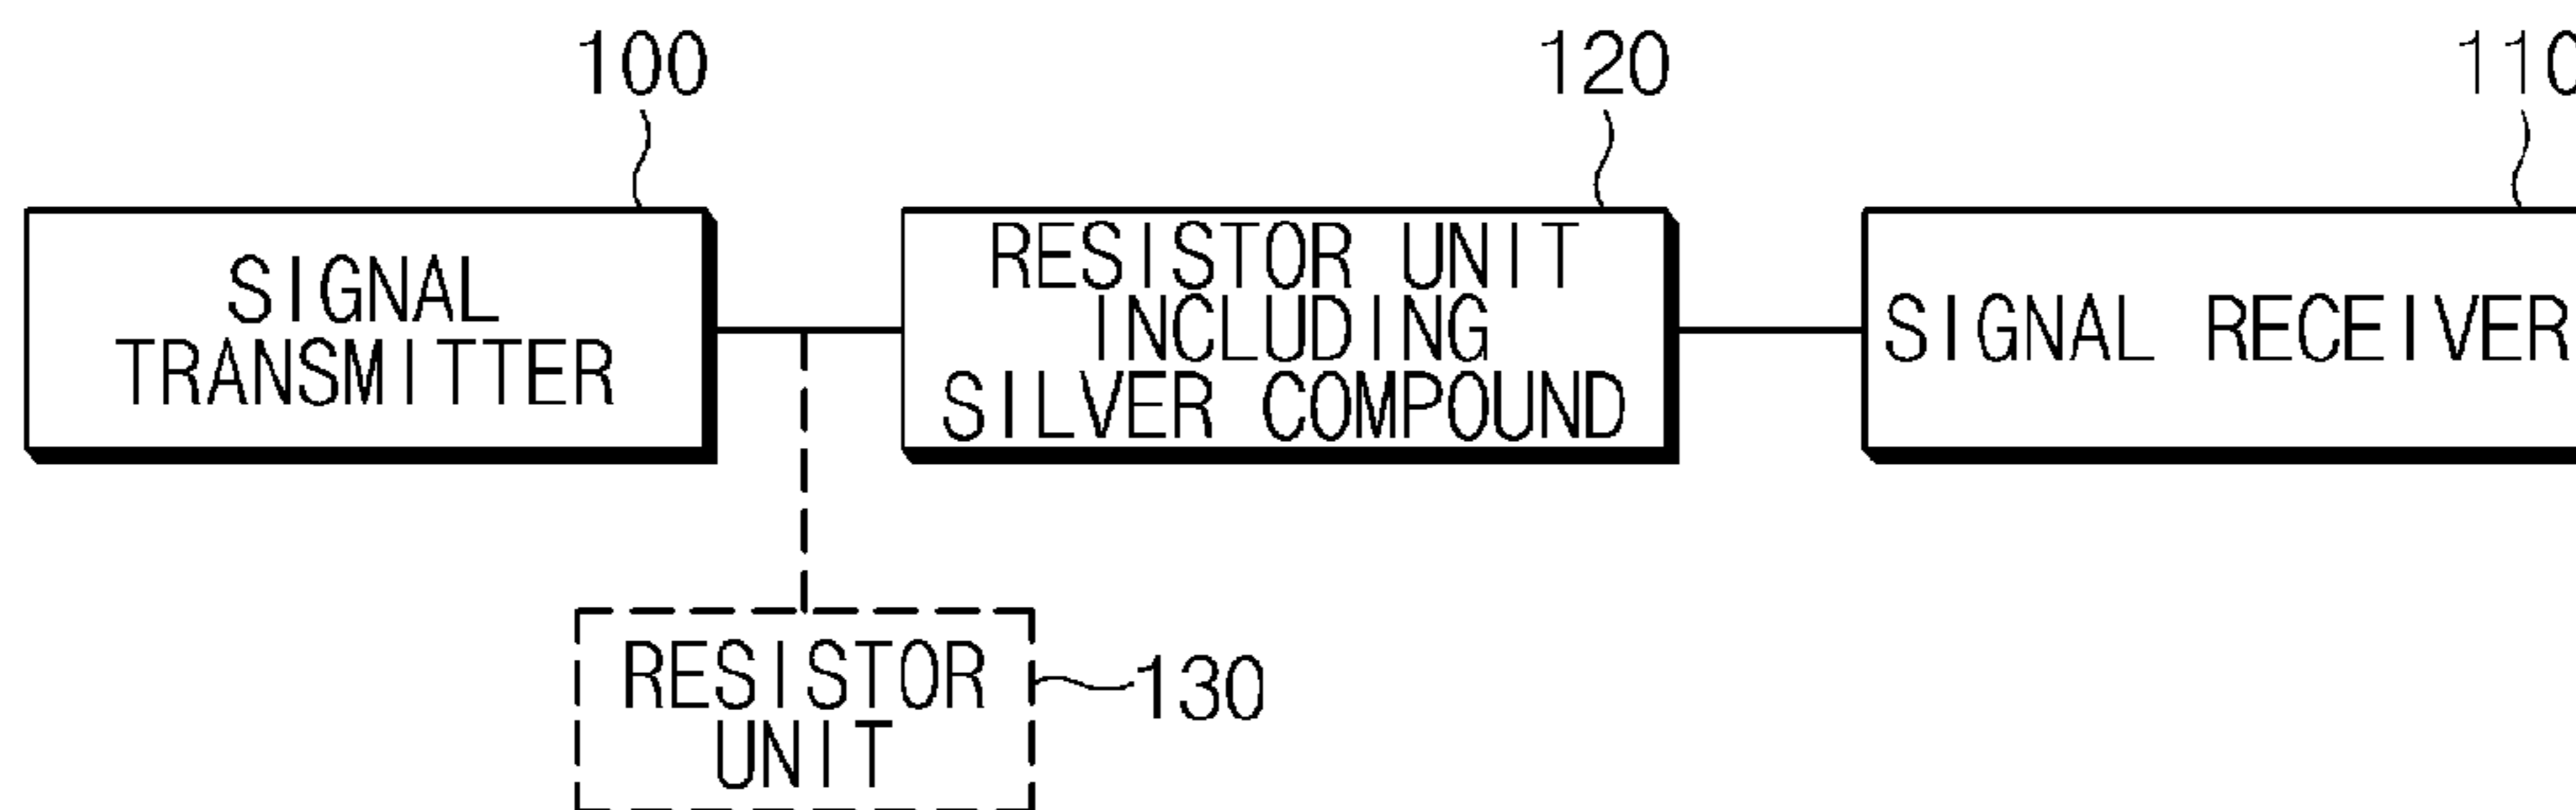 100
120
110
SIGNAL
TRANSMITTER
RESISTOR UNIT
INCLUDING
SILVER COMPOUND
SIGNAL RECEIVER
RESISTOR
UNIT
130